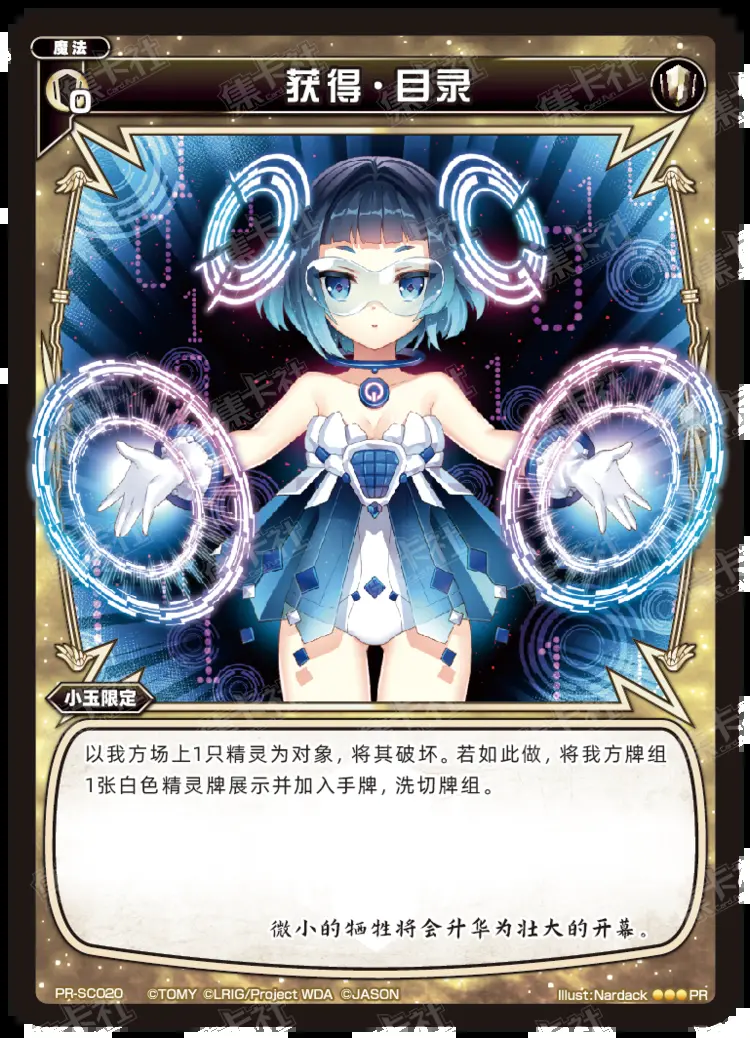 魔法
0
获得·目录
小玉限定
以我方场上1只精灵为对象,将其破坏。若如此做,将我方牌组
1张白色精灵牌展示并加入手牌,洗切牌组。
微小的牺牲将会升华为壮大的开幕。
PR-SC020 ©TOMY ©LRIG/Project WDA ©JASON Illust:Nardack PR
集卡社